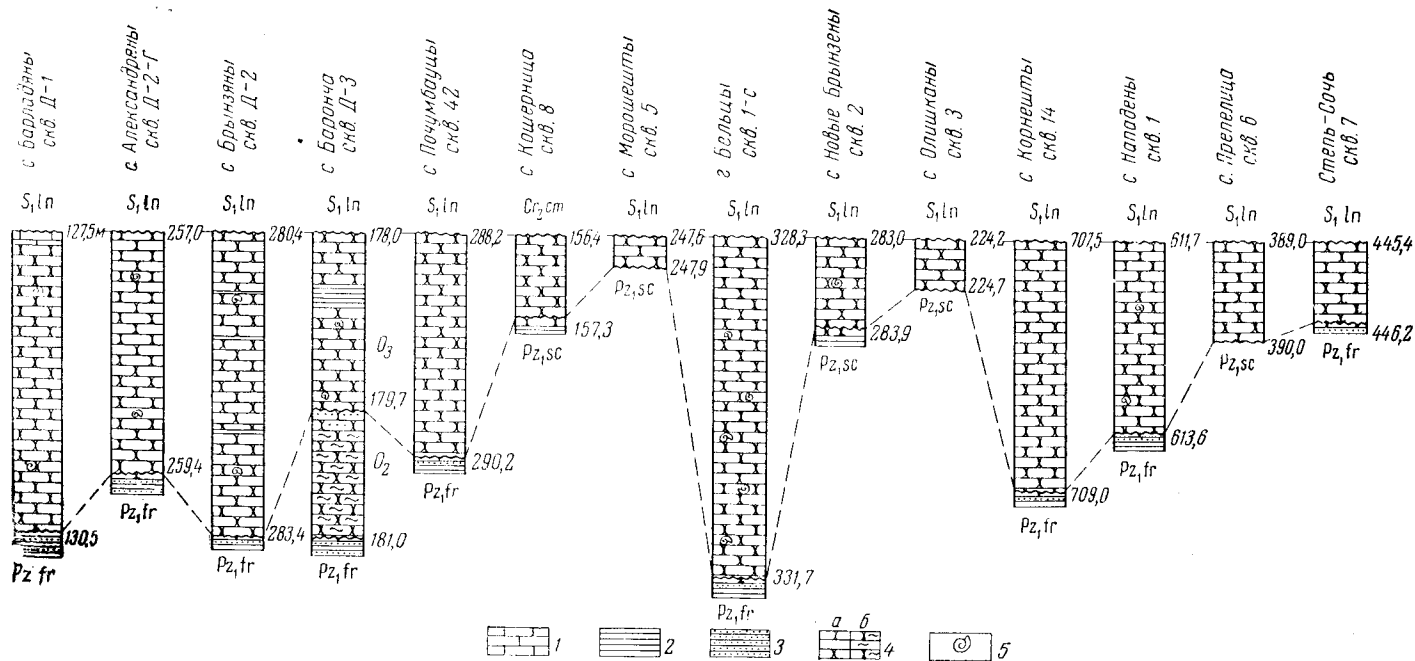 с Барладяны
скв. Д-1
с. Александрены
скв. Д-2-Г
с Брынзяны
скв. Д-2
с Баронча
скв. Д-3
с Почумбауцы
скв. 42
с Кошерница
скв. 8
с Морошешты
скв. 5
г Бельцы
скв. 1-с
с Новые Брынзены
скв. 2
с Олишканы
скв. 3
с Корнешты
скв. 14
с Нападены
скв. 1
с. Препелица
скв. 6
Степь-Сочь
скв. 7
S₁ln S₁ln S₁ln S₁ln S₁ln Cr₂cm S₁ln S₁ln S₁ln S₁ln S₁ln S₁ln S₁ln S₁ln
127,5м 257,0 280,4 178,0 288,2 156,4 247,6 328,3 283,0 224,2 707,5 611,7 389,0 445,4
247,9
Pz₁sc
224,7
Pz₁sc
157,3
Pz₁sc
283,9
Pz₁sc
390,0
Pz₁sc
446,2
Pz₁fr
O₃
179,7
O₂
181,0
Pz₁fr
259,4
Pz₁fr
290,2
Pz₁fr
613,6
Pz₁fr
709,0
Pz₁fr
130,5
Pz fr
283,4
Pz₁fr
331,7
Pz₁fr
1 2 3 а б 4 5